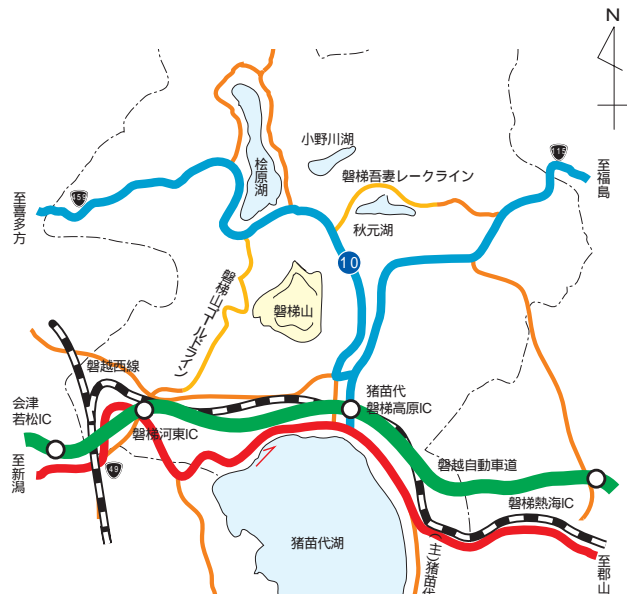 N
小野川湖
桧原湖
115
至福島
磐梯吾妻レークライン
459
至喜多方
秋元湖
10
磐梯山ゴールドライン
磐梯山
磐越西線
猪苗代
磐梯高原IC
会津
若松IC
磐梯河東IC
至新潟
49
磐越自動車道
磐梯熱海IC
猪苗代湖
(主)猪苗代
至郡山